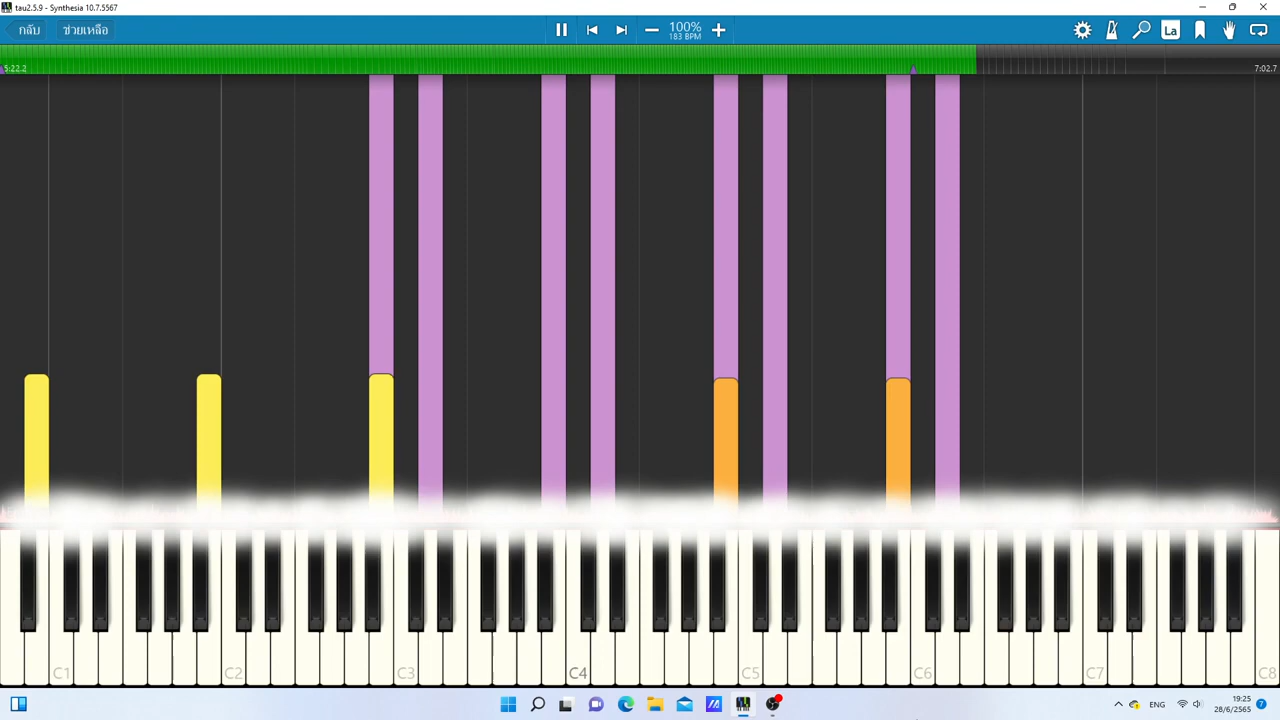 tau2.5.9 - Synthesia 10.7.5567
กลับ ช่วยเหลือ 100% La
183 BPM
5:22.2 7:02.7
C1 C2 C3 C4 C5 C6 C7 C8
ENG 19:25
28/6/2565 7